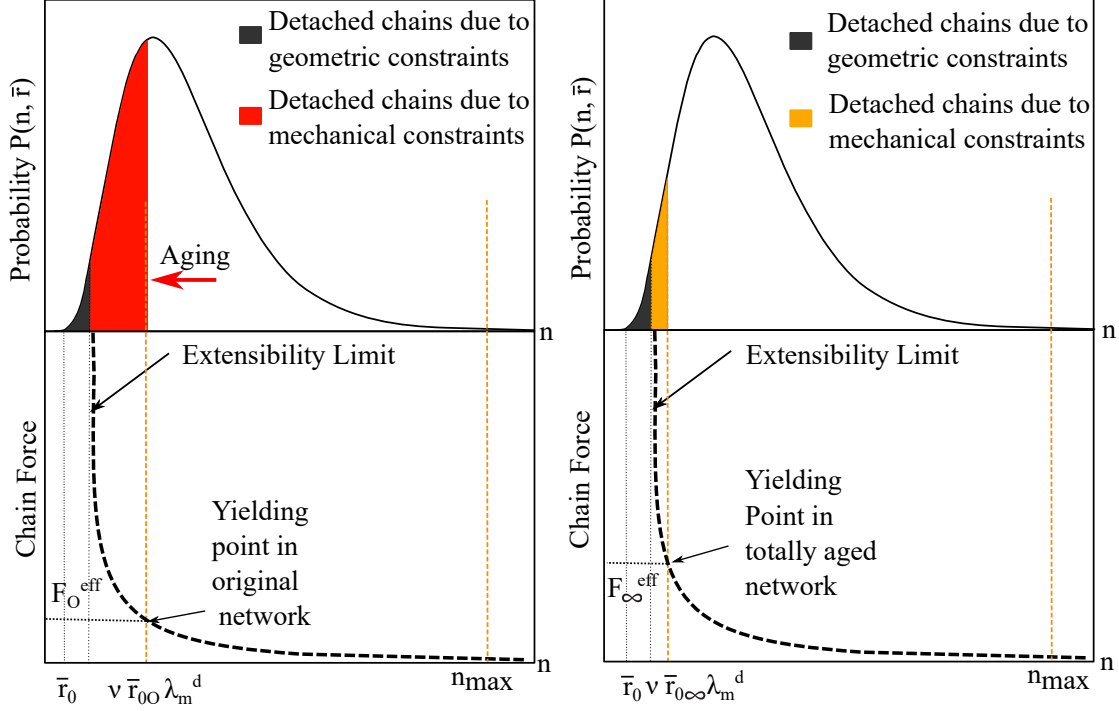 Probability P(n, r̅)
Detached chains due to
geometric constraints
Detached chains due to
mechanical constraints
Aging
n
Extensibility Limit
Chain Force
Yielding
point in
original
network
F_O^eff
n
n_max
r̅_0 ν r̅_0O λ_m^d
Probability P(n, r̅)
Detached chains due to
geometric constraints
Detached chains due to
mechanical constraints
n
Extensibility Limit
Chain Force
Yielding
Point in
totally aged
network
F_∞^eff
n
n_max
r̅_0 ν r̅_0∞ λ_m^d